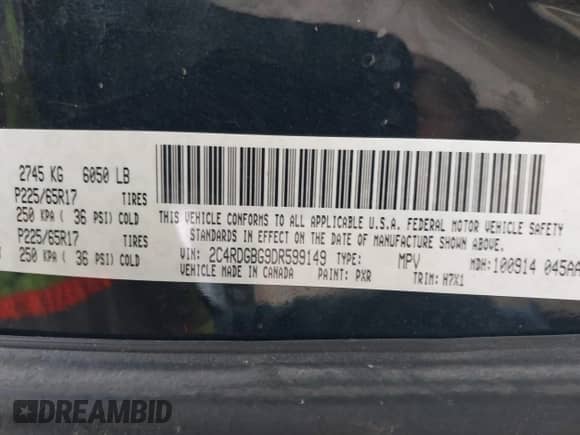 2745 KG 6050 LB
P225/65R17 TIRES
250 KPA ( 36 PSI) COLD
P225/65R17 TIRES
250 KPA ( 36 PSI) COLD
THIS VEHICLE CONFORMS TO ALL APPLICABLE U.S.A. FEDERAL MOTOR VEHICLE SAFETY
STANDARDS IN EFFECT ON THE DATE OF MANUFACTURE SHOWN ABOVE.
VIN: 2C4RDGBG9DR599149 TYPE: MPV MDH: 100914 045AA
VEHICLE MADE IN CANADA PAINT: PXR TRIM: H7X1
DREAMBID